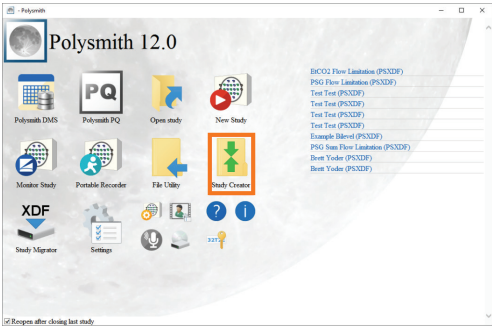 - Polysmith
Polysmith 12.0
Polysmith DMS
PQ
Polysmith PQ
Open study
New Study
Monitor Study
Portable Recorder
File Utility
Study Creator
XDF
Study Migrator
Settings
?
i
EtCO2 Flow Limitation (PSXDF)
PSG Flow Limitation (PSXDF)
Test Test (PSXDF)
Test Test (PSXDF)
Test Test (PSXDF)
Test Test (PSXDF)
Example Bilevel (PSXDF)
PSG Sum Flow Limitation (PSXDF)
Brett Yoder (PSXDF)
Brett Yoder (PSXDF)
Reopen after closing last study